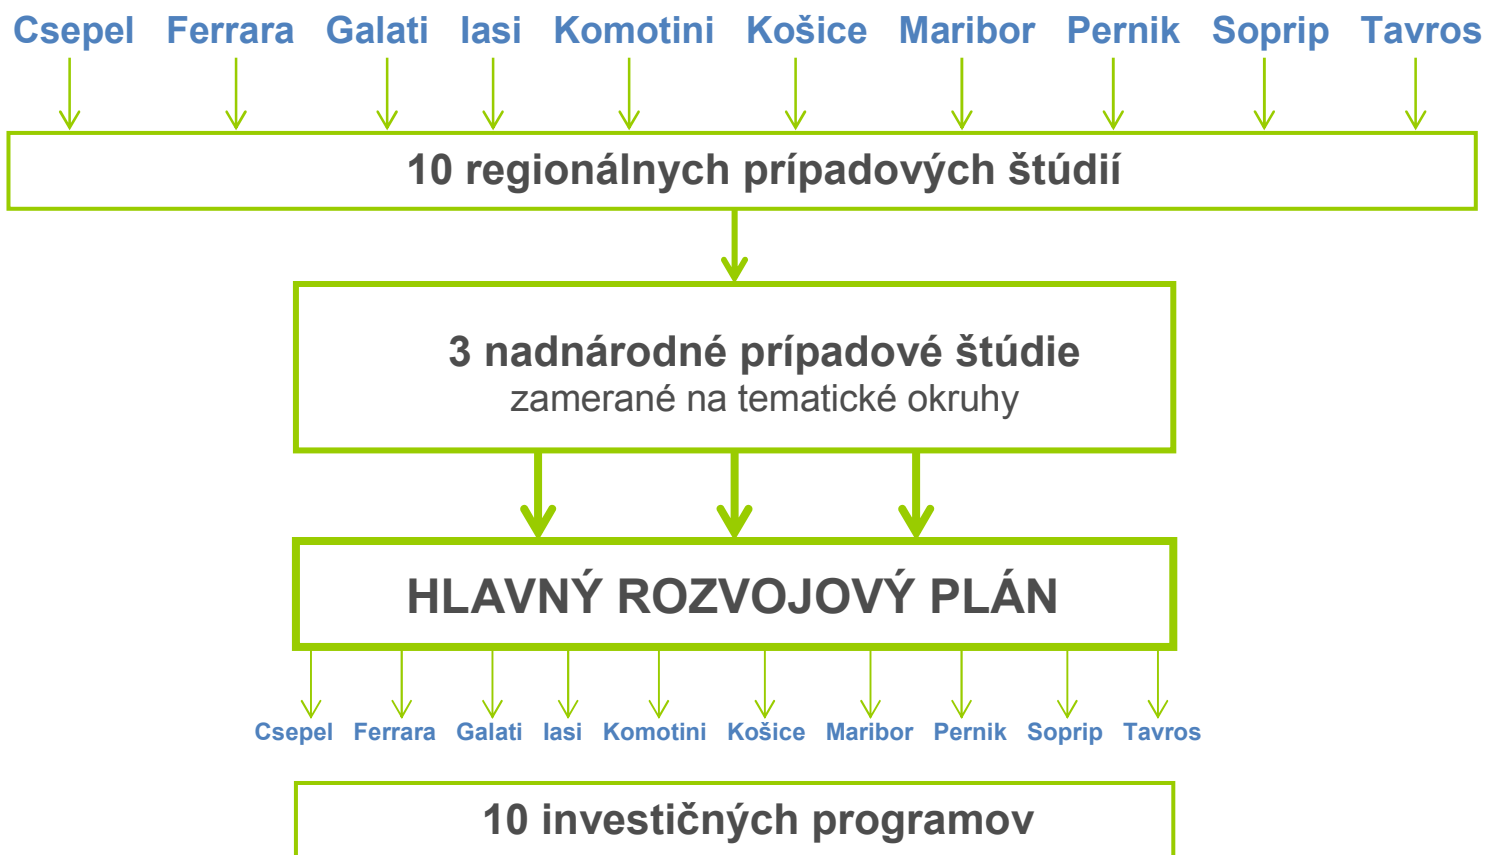 Csepel Ferrara Galati Iasi Komotini Košice Maribor Pernik Soprip Tavros
10 regionálnych prípadových štúdií
3 nadnárodné prípadové štúdie
zamerané na tematické okruhy
HLAVNÝ ROZVOJOVÝ PLÁN
Csepel Ferrara Galati Iasi Komotini Košice Maribor Pernik Soprip Tavros
10 investičných programov